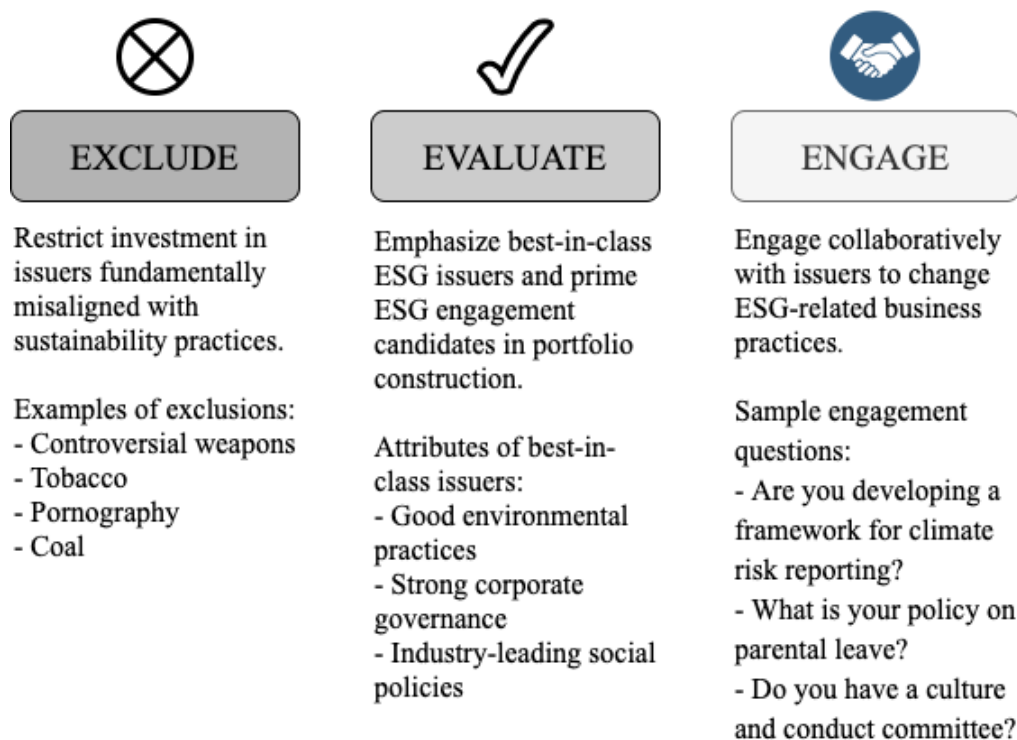 EXCLUDE
Restrict investment in
issuers fundamentally
misaligned with
sustainability practices.
Examples of exclusions:
- Controversial weapons
- Tobacco
- Pornography
- Coal
EVALUATE
Emphasize best-in-class
ESG issuers and prime
ESG engagement
candidates in portfolio
construction.
Attributes of best-in-
class issuers:
- Good environmental
practices
- Strong corporate
governance
- Industry-leading social
policies
ENGAGE
Engage collaboratively
with issuers to change
ESG-related business
practices.
Sample engagement
questions:
- Are you developing a
framework for climate
risk reporting?
- What is your policy on
parental leave?
- Do you have a culture
and conduct committee?